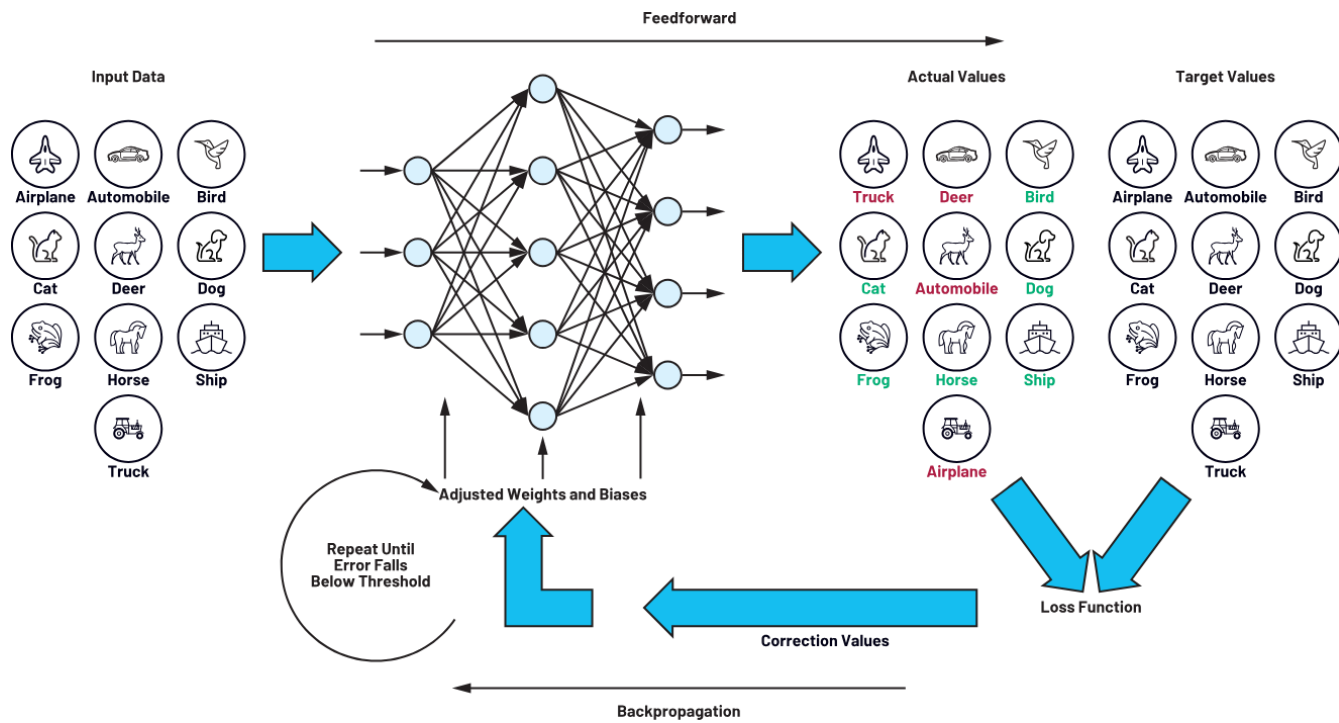 Feedforward
Input Data
Actual Values
Target Values
Airplane
Automobile
Bird
Truck
Deer
Bird
Airplane
Automobile
Bird
Cat
Deer
Dog
Cat
Automobile
Dog
Cat
Deer
Dog
Frog
Horse
Ship
Frog
Horse
Ship
Frog
Horse
Ship
Truck
Airplane
Truck
Adjusted Weights and Biases
Repeat Until
Error Falls
Below Threshold
Loss Function
Correction Values
Backpropagation